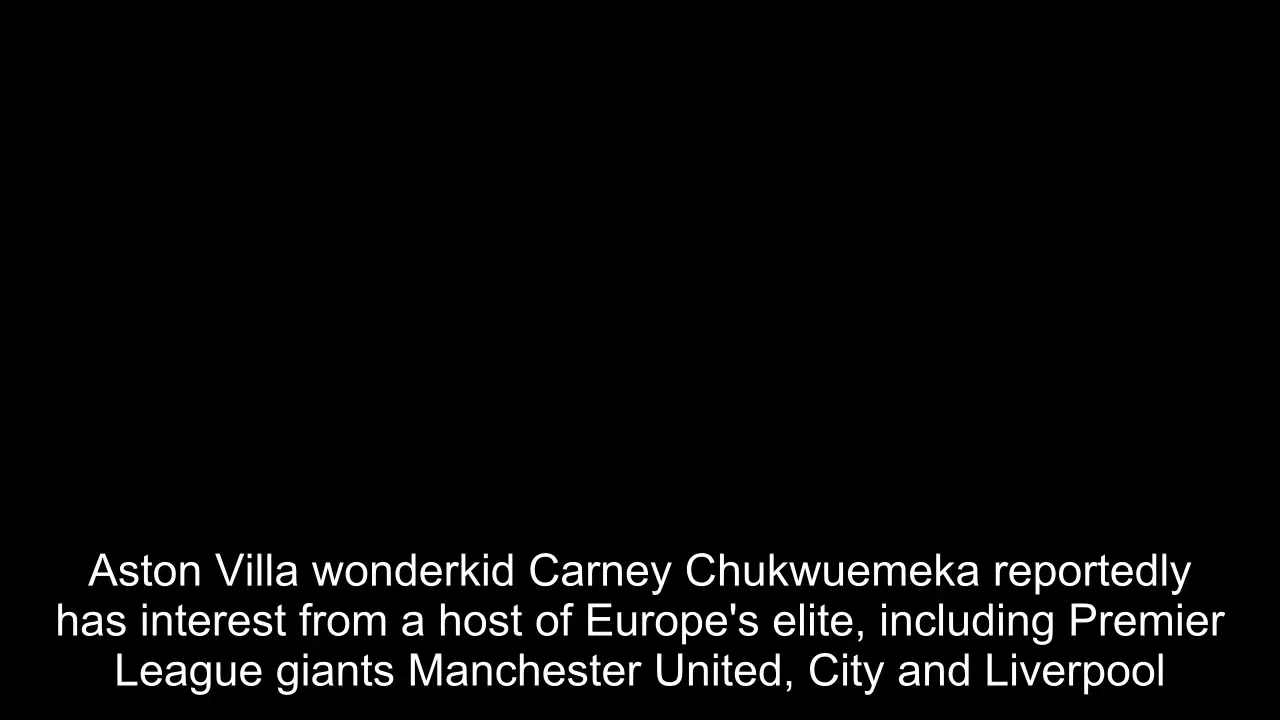 Aston Villa wonderkid Carney Chukwuemeka reportedly
has interest from a host of Europe's elite, including Premier
League giants Manchester United, City and Liverpool